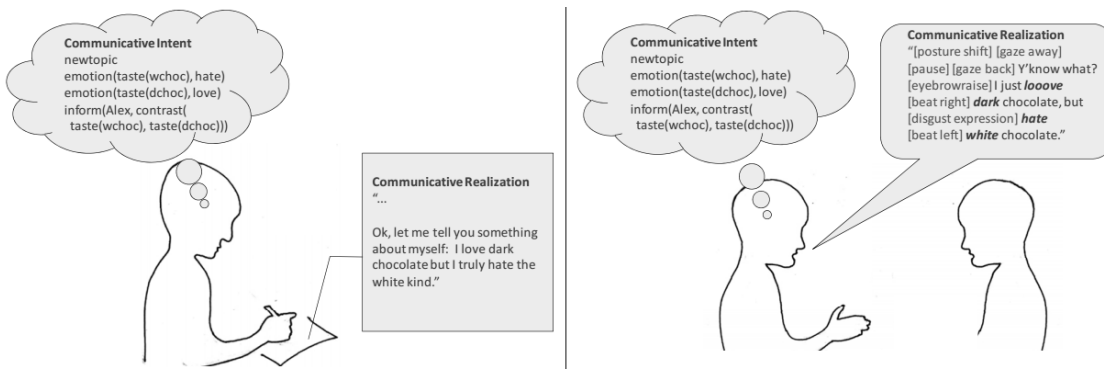 Communicative Intent
newtopic
emotion(taste(wchoc), hate)
emotion(taste(dchoc), love)
inform(Alex, contrast(
taste(wchoc), taste(dchoc)))
Communicative Realization
“...
Ok, let me tell you something
about myself: I love dark
chocolate but I truly hate the
white kind.”
Communicative Intent
newtopic
emotion(taste(wchoc), hate)
emotion(taste(dchoc), love)
inform(Alex, contrast(
taste(wchoc), taste(dchoc)))
Communicative Realization
“[posture shift] [gaze away]
[pause] [gaze back] Y’know what?
[eyebrowraise] I just looove
[beat right] dark chocolate, but
[disgust expression] hate
[beat left] white chocolate.”